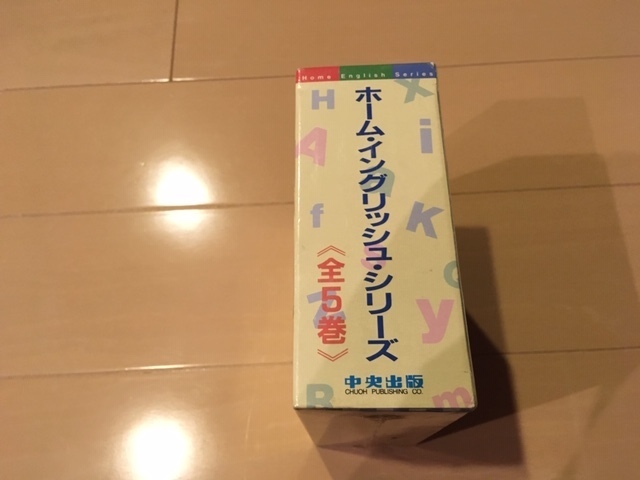 Home English Series
ホーム・イングリッシュ・シリーズ
《全5巻》
中央出版
CHUOH PUBLISHING CO.
H
X
A
i
f
K
y
Z
B
m